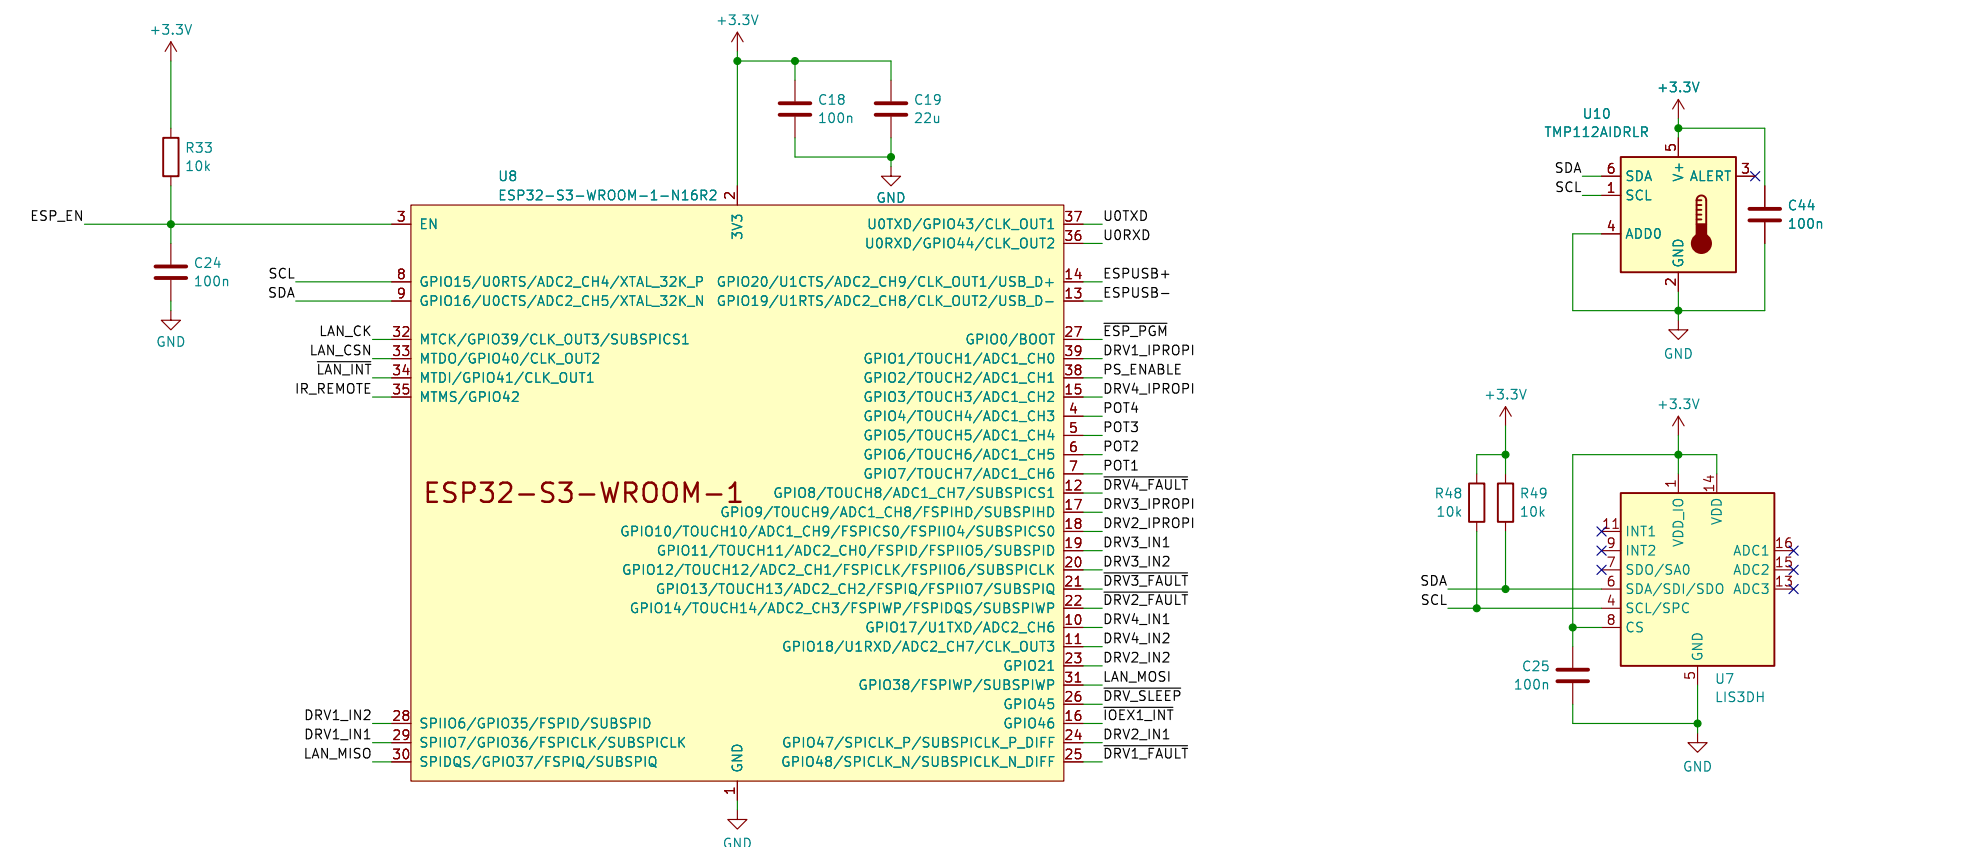 +3.3V
R33
10k
ESP_EN
C24
100n
GND
+3.3V
C18
100n
C19
22u
GND
U8
ESP32-S3-WROOM-1-N16R2
2
3V3
3 EN
SCL 8 GPIO15/U0RTS/ADC2_CH4/XTAL_32K_P
SDA 9 GPIO16/U0CTS/ADC2_CH5/XTAL_32K_N
LAN_CK 32 MTCK/GPIO39/CLK_OUT3/SUBSPICS1
LAN_CSN 33 MTDO/GPIO40/CLK_OUT2
LAN_INT 34 MTDI/GPIO41/CLK_OUT1
IR_REMOTE 35 MTMS/GPIO42
ESP32-S3-WROOM-1
DRV1_IN2 28 SPIIO6/GPIO35/FSPID/SUBSPID
DRV1_IN1 29 SPIIO7/GPIO36/FSPICLK/SUBSPICLK
LAN_MISO 30 SPIDQS/GPIO37/FSPIQ/SUBSPIQ
GND
1
GND
U0TXD/GPIO43/CLK_OUT1 37 U0TXD
U0RXD/GPIO44/CLK_OUT2 36 U0RXD
GPIO20/U1CTS/ADC2_CH9/CLK_OUT1/USB_D+ 14 ESPUSB+
GPIO19/U1RTS/ADC2_CH8/CLK_OUT2/USB_D- 13 ESPUSB-
GPIO0/BOOT 27 ESP_PGM
GPIO1/TOUCH1/ADC1_CH0 39 DRV1_IPROPI
GPIO2/TOUCH2/ADC1_CH1 38 PS_ENABLE
GPIO3/TOUCH3/ADC1_CH2 15 DRV4_IPROPI
GPIO4/TOUCH4/ADC1_CH3 4 POT4
GPIO5/TOUCH5/ADC1_CH4 5 POT3
GPIO6/TOUCH6/ADC1_CH5 6 POT2
GPIO7/TOUCH7/ADC1_CH6 7 POT1
GPIO8/TOUCH8/ADC1_CH7/SUBSPICS1 12 DRV4_FAULT
GPIO9/TOUCH9/ADC1_CH8/FSPIHD/SUBSPIHD 17 DRV3_IPROPI
GPIO10/TOUCH10/ADC1_CH9/FSPICS0/FSPIIO4/SUBSPICS0 18 DRV2_IPROPI
GPIO11/TOUCH11/ADC2_CH0/FSPID/FSPIIO5/SUBSPID 19 DRV3_IN1
GPIO12/TOUCH12/ADC2_CH1/FSPICLK/FSPIIO6/SUBSPICLK 20 DRV3_IN2
GPIO13/TOUCH13/ADC2_CH2/FSPIQ/FSPIIO7/SUBSPIQ 21 DRV3_FAULT
GPIO14/TOUCH14/ADC2_CH3/FSPIWP/FSPIDQS/SUBSPIWP 22 DRV2_FAULT
GPIO17/U1TXD/ADC2_CH6 10 DRV4_IN1
GPIO18/U1RXD/ADC2_CH7/CLK_OUT3 11 DRV4_IN2
GPIO21 23 DRV2_IN2
GPIO38/FSPIWP/SUBSPIWP 31 LAN_MOSI
GPIO45 26 DRV_SLEEP
GPIO46 16 IOEX1_INT
GPIO47/SPICLK_P/SUBSPICLK_P_DIFF 24 DRV2_IN1
GPIO48/SPICLK_N/SUBSPICLK_N_DIFF 25 DRV1_FAULT
+3.3V
U10
TMP112AIDRLR
5
V+
SDA 6 SDA
SCL 1 SCL
4 ADD0
ALERT 3
GND
2
C44
100n
GND
+3.3V
R48
10k
R49
10k
+3.3V
1
VDD_IO
14
VDD
11 INT1
9 INT2
7 SDO/SA0
SDA 6 SDA/SDI/SDO
SCL 4 SCL/SPC
8 CS
ADC1 16
ADC2 15
ADC3 13
GND
5
C25
100n
U7
LIS3DH
GND